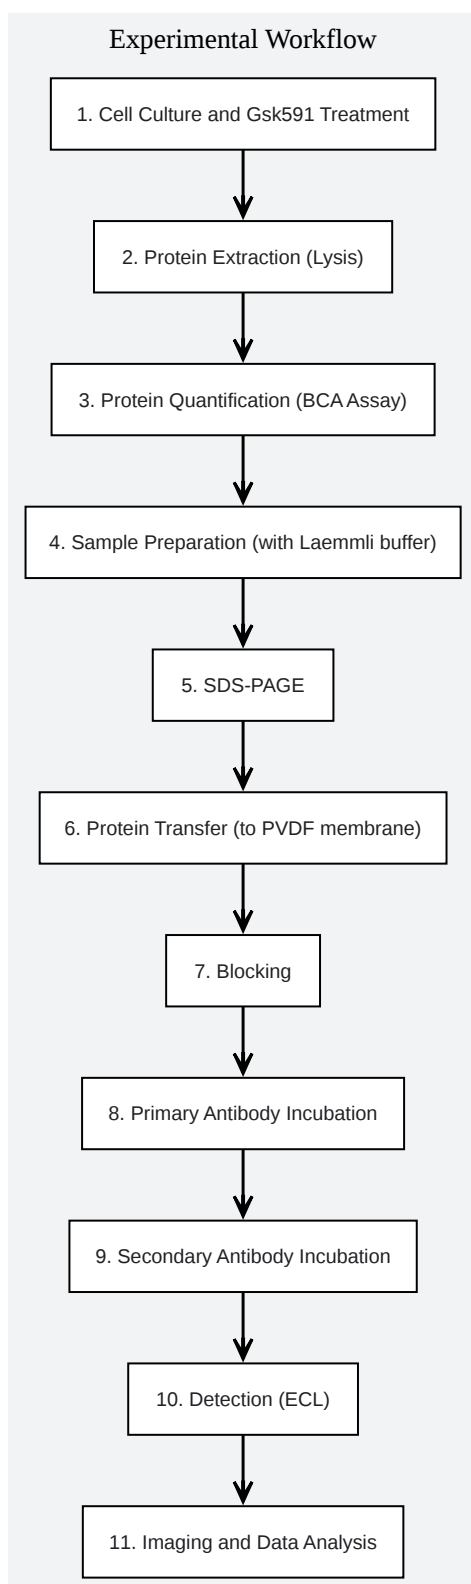 Experimental Workflow
1. Cell Culture and Gsk591 Treatment
2. Protein Extraction (Lysis)
3. Protein Quantification (BCA Assay)
4. Sample Preparation (with Laemmli buffer)
5. SDS-PAGE
6. Protein Transfer (to PVDF membrane)
7. Blocking
8. Primary Antibody Incubation
9. Secondary Antibody Incubation
10. Detection (ECL)
11. Imaging and Data Analysis